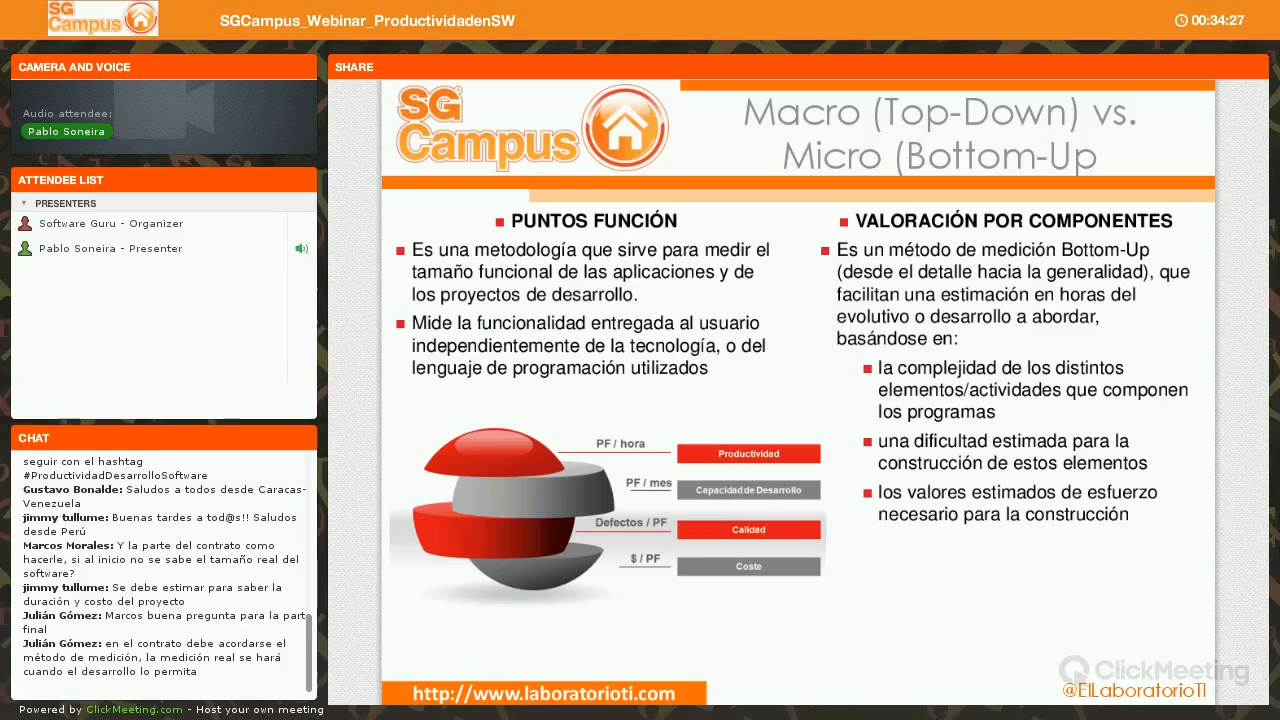 SG Campus
SGCampus_Webinar_ProductividadenSW
00:34:27
CAMERA AND VOICE
Audio attendee:
Pablo Soneira
ATTENDEE LIST
PRESENTERS
Software Guru - Organizer
Pablo Soneira - Presenter
CHAT
seguir con el hashtag
#ProductividadDesarrolloSoftware
Gustavo Bonalde: Saludos a todos desde Caracas-
Venezuela
jimmy tullume: Buenas tardes a tod@s!! Saludos
desde Perú
Marcos Morales: Y la parte del contrato como
hacerle, si al inicio no se sabe el tamaño real del
software?
jimmy tullume: Se debe estimar para saber la
duración y costo del proyecto
Julián Gómez: Marcos buena pregunta para la part
final
Julián Gómez: en el contrato debe acordarse el
método de medición, la medición real se hará
cuando el desarrollo lo permita
Powered by ClickMeeting.com - Host your own meeting
SHARE
SG
Campus
Macro (Top-Down) vs.
Micro (Bottom-Up
PUNTOS FUNCIÓN
Es una metodología que sirve para medir el
tamaño funcional de las aplicaciones y de
los proyectos de desarrollo.
Mide la funcionalidad entregada al usuario
independientemente de la tecnología, o del
lenguaje de programación utilizados
PF / hora
Productividad
PF / mes
Capacidad de Desarrollo
Defectos / PF
Calidad
$ / PF
Coste
VALORACIÓN POR COMPONENTES
Es un método de medición Bottom-Up
(desde el detalle hacia la generalidad), que
facilitan una estimación en horas del
evolutivo o desarrollo a abordar,
basándose en:
la complejidad de los distintos
elementos/actividades que componen
los programas
una dificultad estimada para la
construcción de estos elementos
los valores estimados de esfuerzo
necesario para la construcción
ClickMeeting
http://www.laboratorioti.com
@ElLaboratorioTI